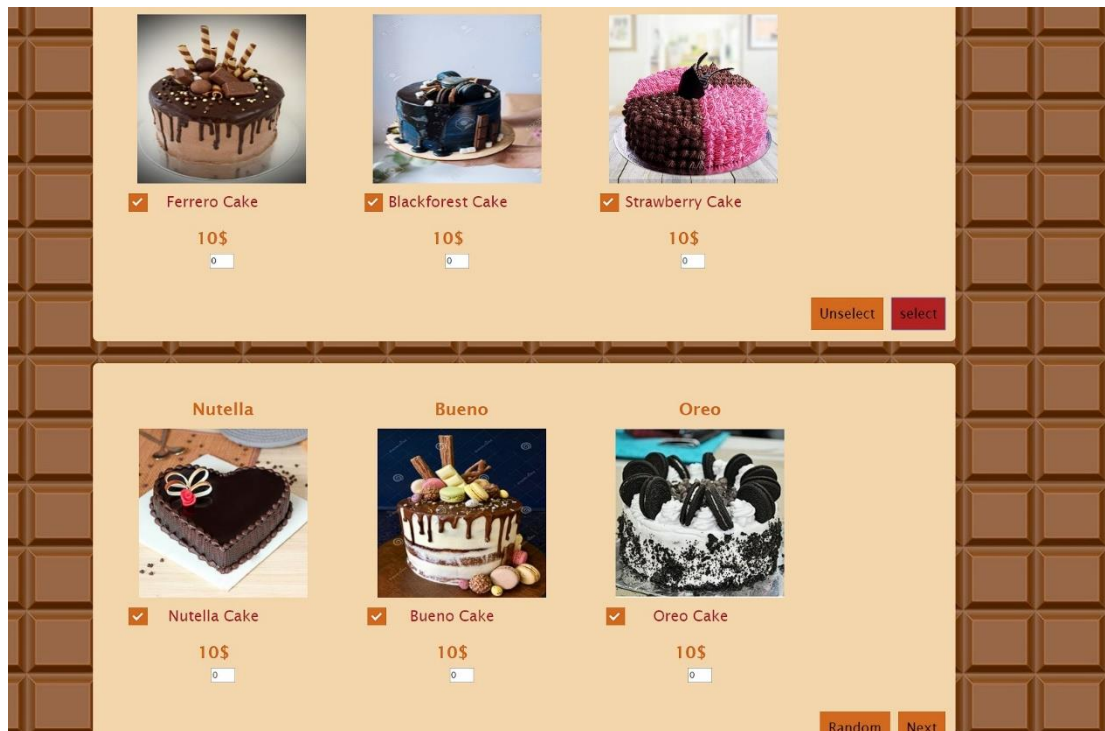 Ferrero Cake Blackforest Cake Strawberry Cake
10$ 10$ 10$
0 0 0
Unselect select
Nutella Bueno Oreo
Nutella Cake Bueno Cake Oreo Cake
10$ 10$ 10$
0 0 0
Random Next